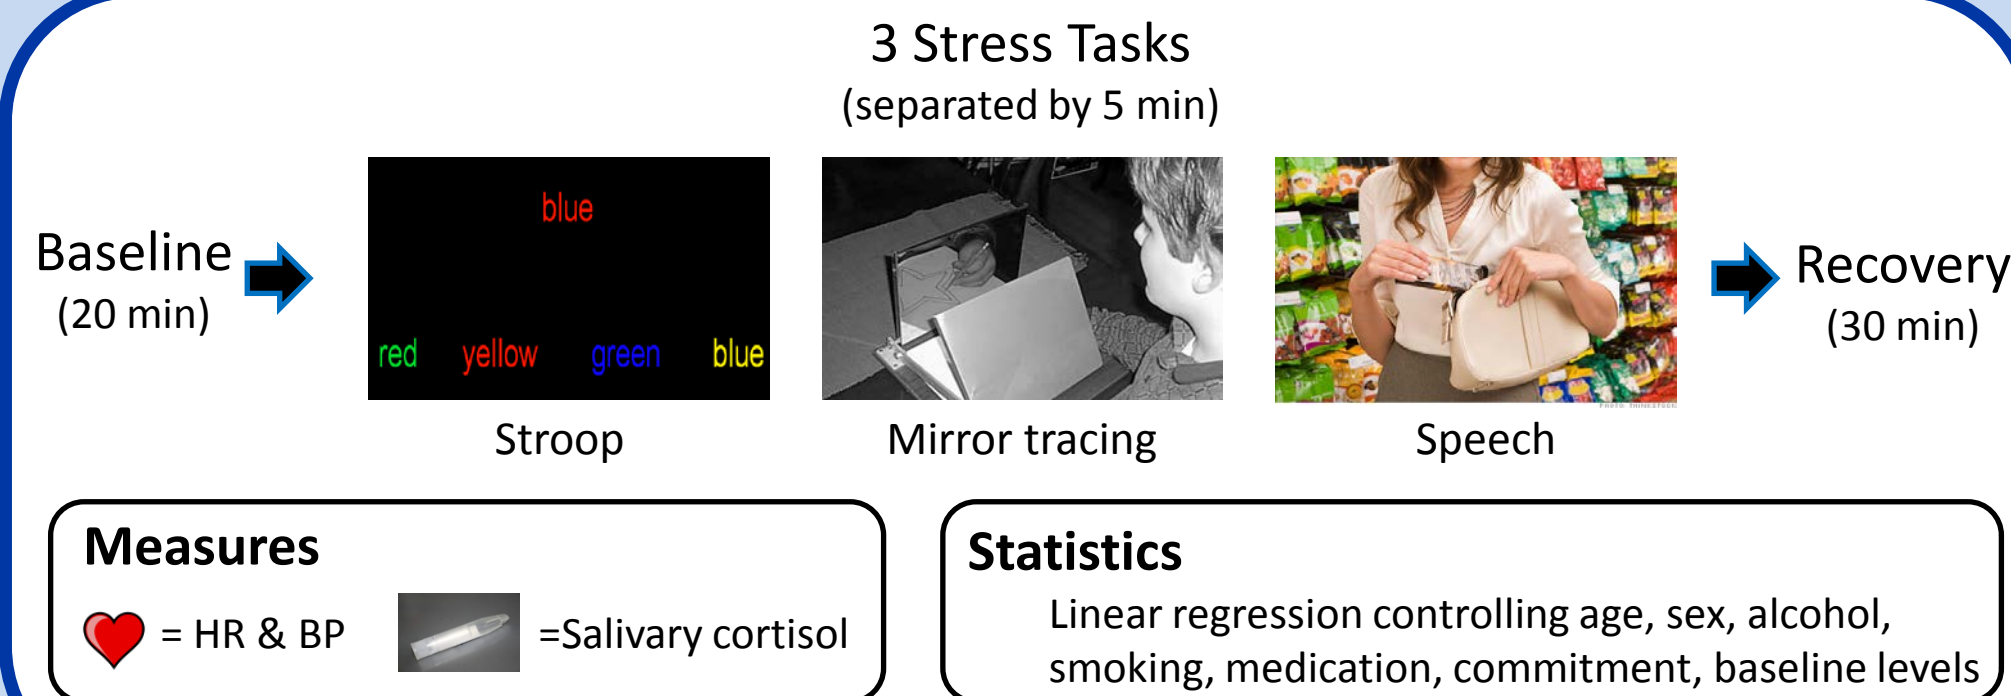 3 Stress Tasks
(separated by 5 min)
Baseline
(20 min)
blue
red yellow green blue
Recovery
(30 min)
PHOTO: THINKSTOCK
Stroop
Mirror tracing
Speech
Measures
= HR & BP
=Salivary cortisol
Statistics
Linear regression controlling age, sex, alcohol,
smoking, medication, commitment, baseline levels